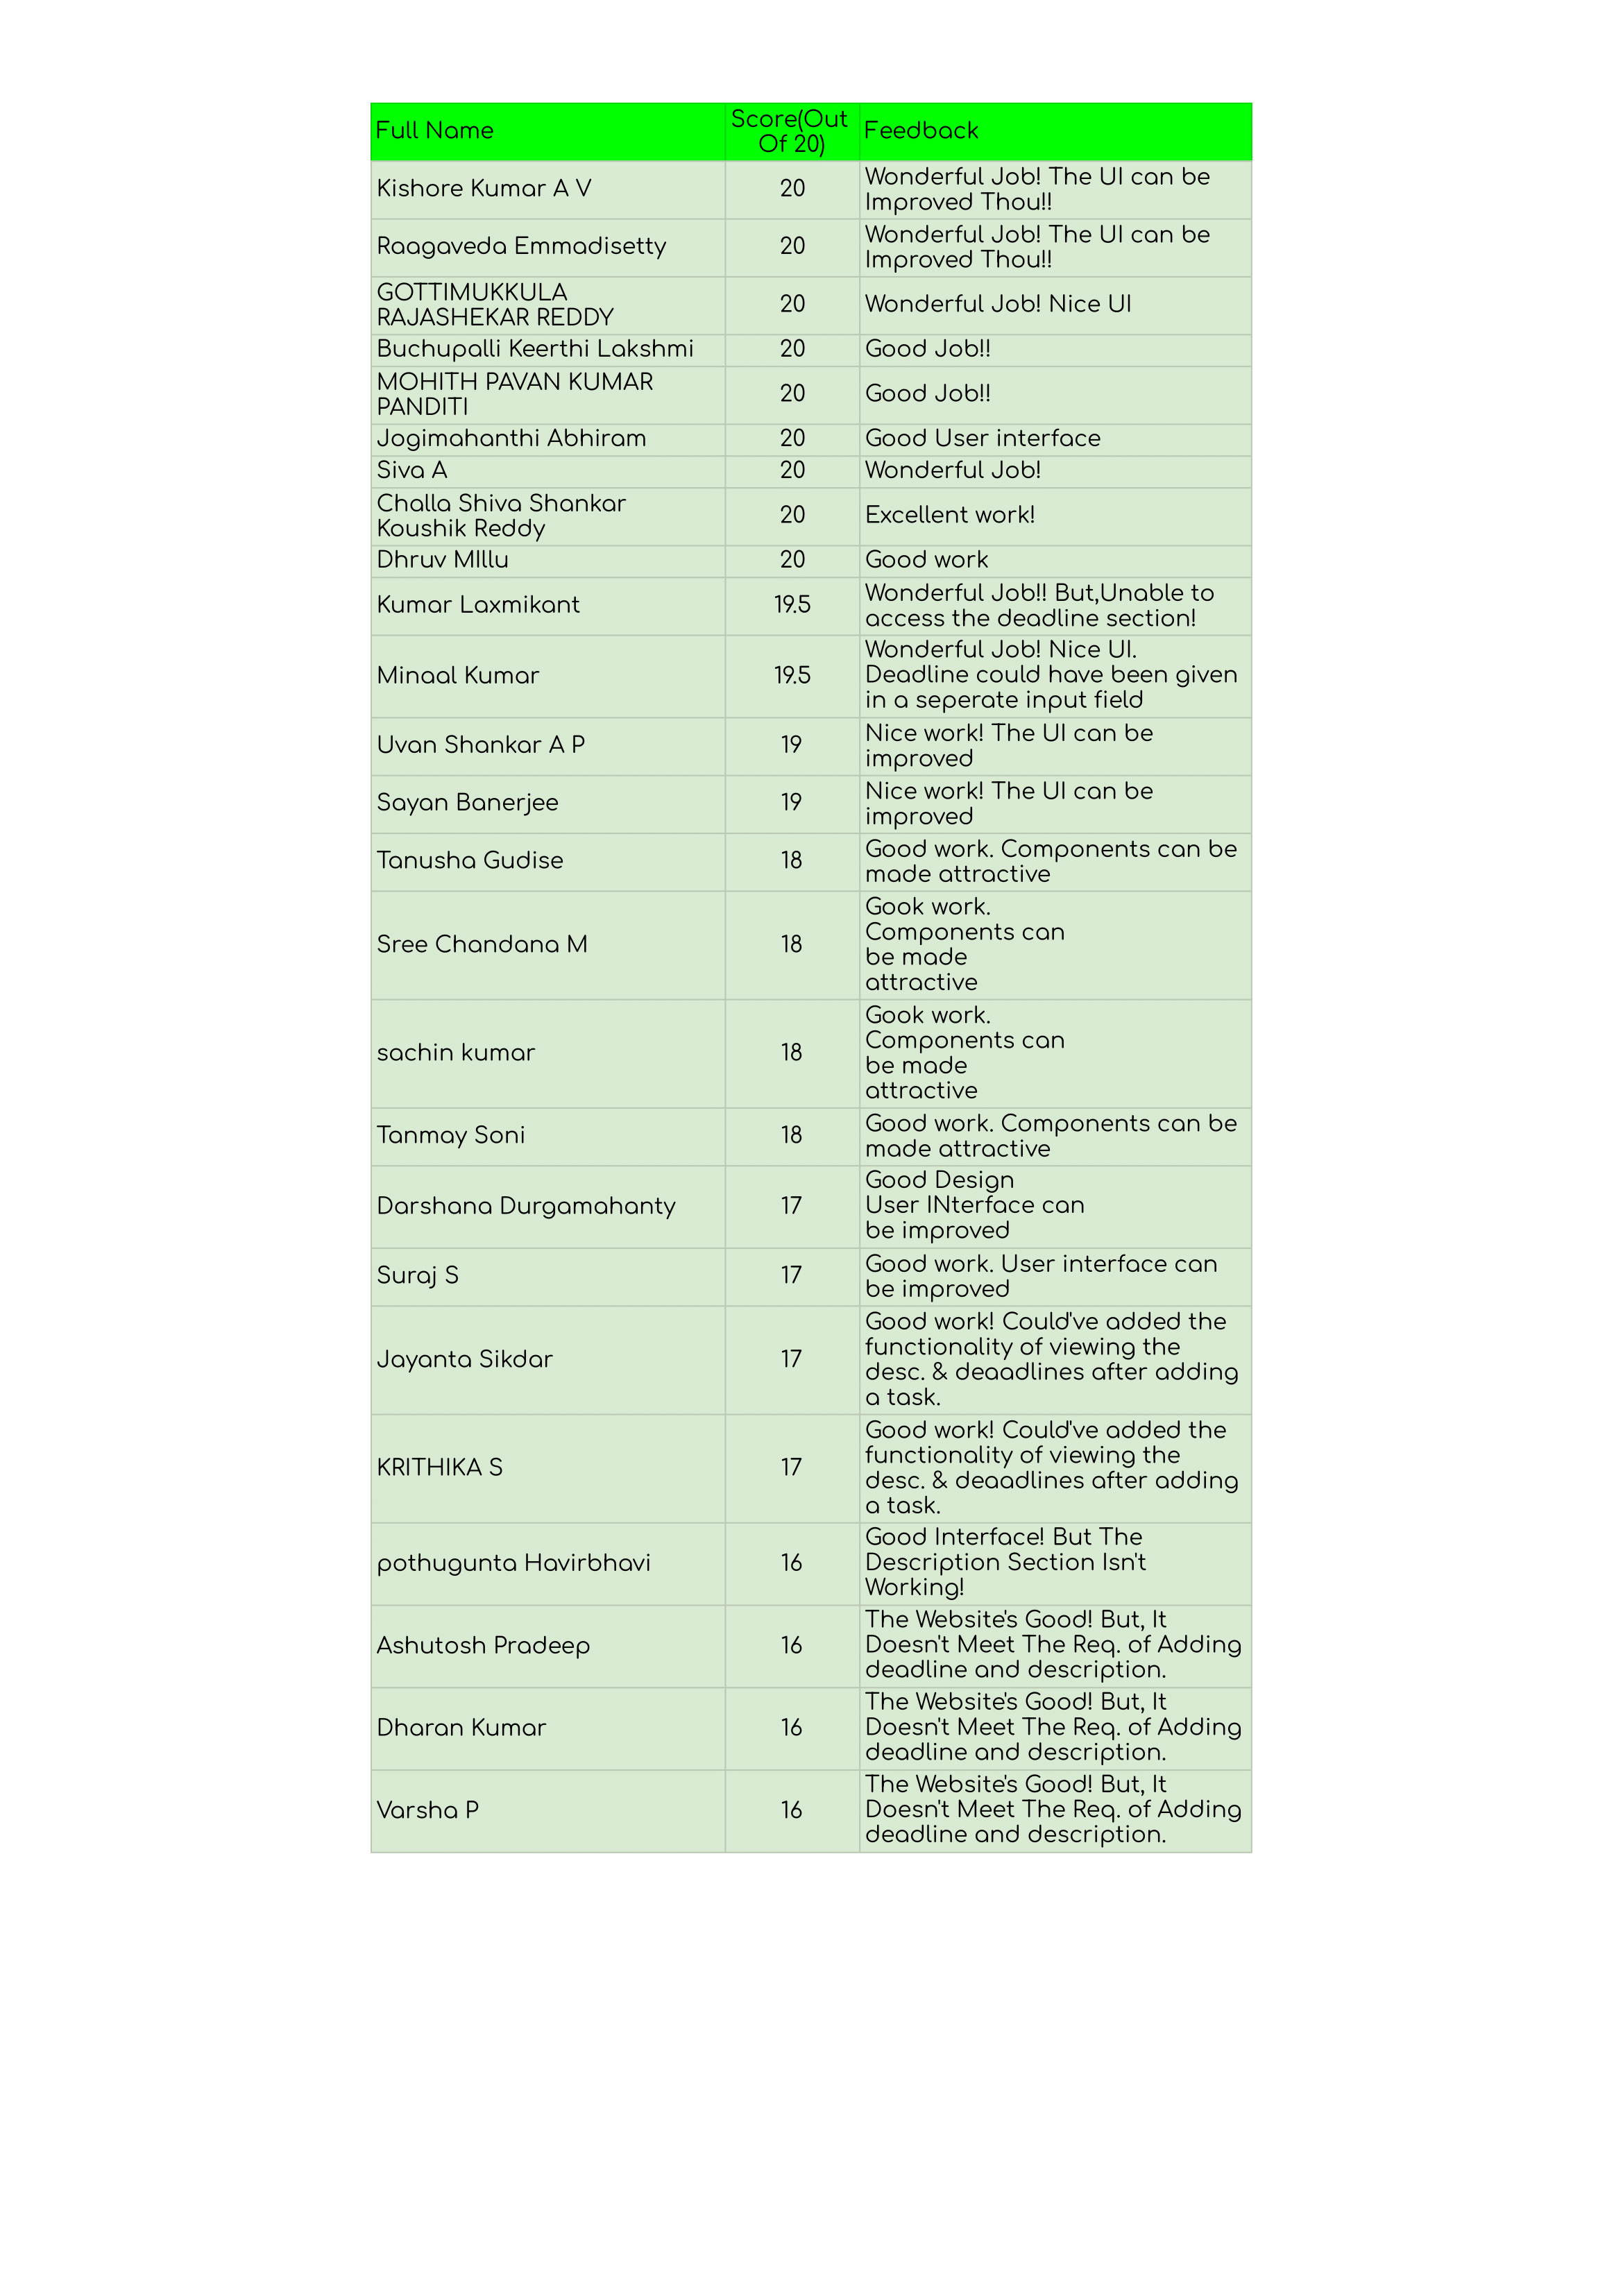 Full Name Score(Out Of 20) Feedback
Kishore Kumar A V 20 Wonderful Job! The UI can be
Improved Thou!!
Raagaveda Emmadisetty 20 Wonderful Job! The UI can be
Improved Thou!!
GOTTIMUKKULA
RAJASHEKAR REDDY 20 Wonderful Job! Nice UI
Buchupalli Keerthi Lakshmi 20 Good Job!!
MOHITH PAVAN KUMAR
PANDITI 20 Good Job!!
Jogimahanthi Abhiram 20 Good User interface
Siva A 20 Wonderful Job!
Challa Shiva Shankar
Koushik Reddy 20 Excellent work!
Dhruv MIllu 20 Good work
Kumar Laxmikant 19.5 Wonderful Job!! But,Unable to
access the deadline section!
Minaal Kumar 19.5 Wonderful Job! Nice UI.
Deadline could have been given
in a seperate input field
Uvan Shankar A P 19 Nice work! The UI can be
improved
Sayan Banerjee 19 Nice work! The UI can be
improved
Tanusha Gudise 18 Good work. Components can be
made attractive
Sree Chandana M 18 Gook work.
Components can
be made
attractive
sachin kumar 18 Gook work.
Components can
be made
attractive
Tanmay Soni 18 Good work. Components can be
made attractive
Darshana Durgamahanty 17 Good Design
User INterface can
be improved
Suraj S 17 Good work. User interface can
be improved
Jayanta Sikdar 17 Good work! Could've added the
functionality of viewing the
desc. & deaadlines after adding
a task.
KRITHIKA S 17 Good work! Could've added the
functionality of viewing the
desc. & deaadlines after adding
a task.
pothugunta Havirbhavi 16 Good Interface! But The
Description Section Isn't
Working!
Ashutosh Pradeep 16 The Website's Good! But, It
Doesn't Meet The Req. of Adding
deadline and description.
Dharan Kumar 16 The Website's Good! But, It
Doesn't Meet The Req. of Adding
deadline and description.
Varsha P 16 The Website's Good! But, It
Doesn't Meet The Req. of Adding
deadline and description.